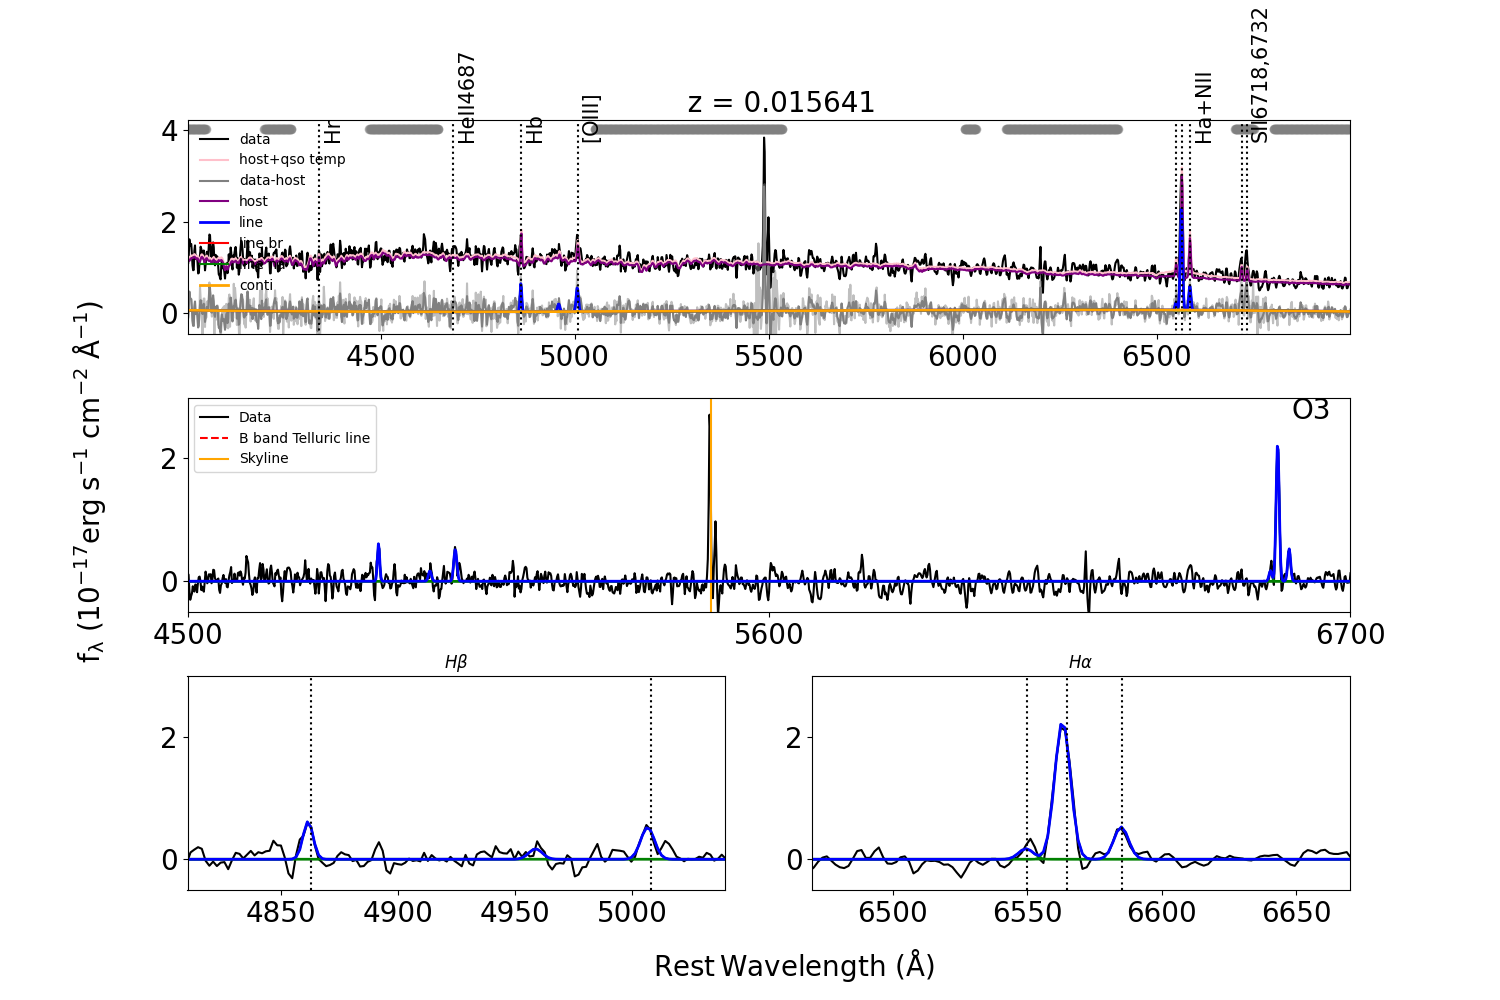 z = 0.015641
Hr
HeII4687
Hb
[OIII]
Ha+NII
SII6718,6732
data
host+qso temp
data-host
host
line
line br
conti
4
2
0
4500
5000
5500
6000
6500
O3
Data
B band Telluric line
Skyline
2
0
4500
5600
6700
fλ (10⁻¹⁷erg s⁻¹ cm⁻² Å⁻¹)
Hβ
2
0
4850
4900
4950
5000
Hα
2
0
6500
6550
6600
6650
Rest Wavelength (Å)